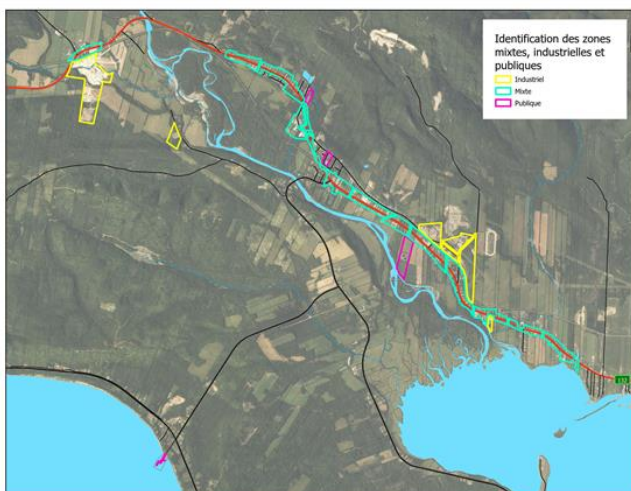 Identification des zones
mixtes, industrielles et
publiques
Industriel
Mixte
Publique
132